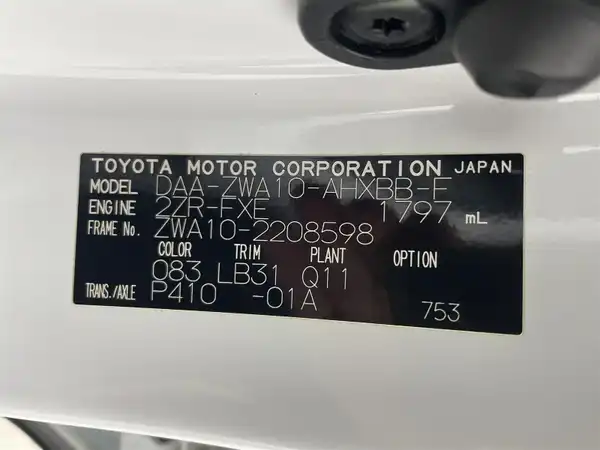 TOYOTA MOTOR CORPORATION JAPAN
MODEL DAA-ZWA10-AHXBB-E
ENGINE 2ZR-FXE 1797 mL
FRAME No. ZWA10-2208598
COLOR TRIM PLANT OPTION
083 LB31 Q11
TRANS./AXLE P410 -01A
753